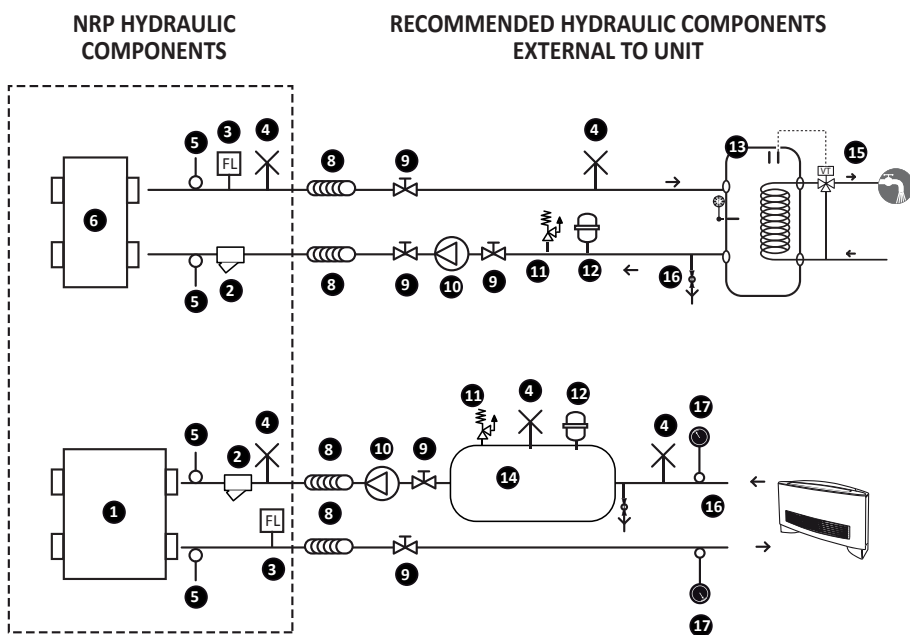 NRP HYDRAULIC
COMPONENTS
RECOMMENDED HYDRAULIC COMPONENTS
EXTERNAL TO UNIT
5 3 4 8 9 4 13 15
FL
VT
6
5 2 8 9 10 9 11 12 16
11 4 12
5 2 4 8 10 9 4 17
14
1
8 16
FL
5 3 9
17